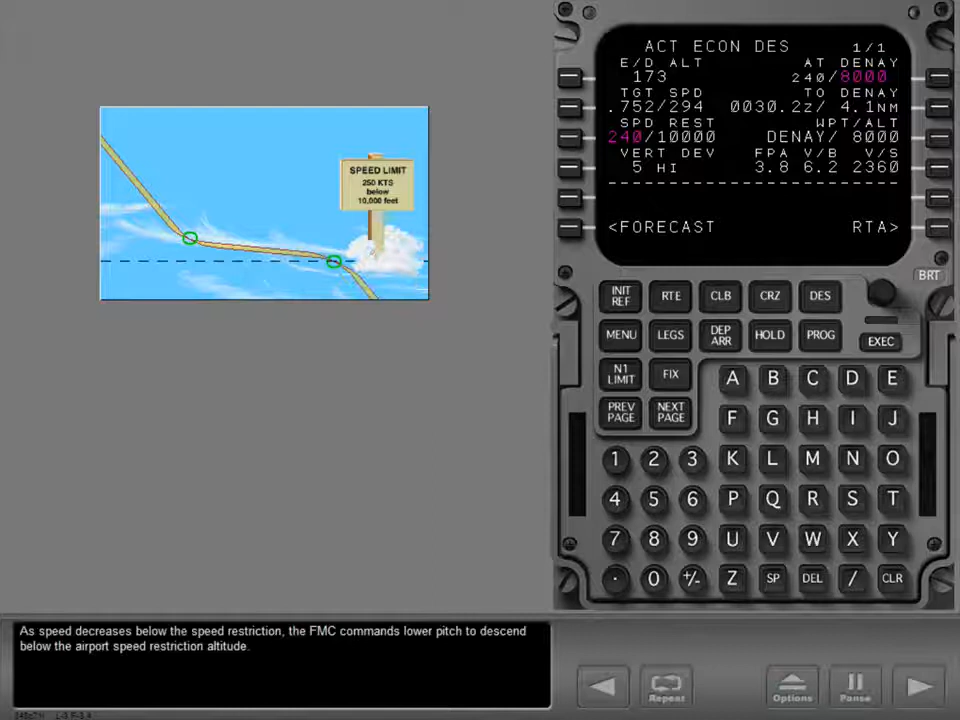 ACT ECON DES 1/1
E/D ALT AT DENAY
173 240/8000
TGT SPD TO DENAY
.752/294 0030.2z/ 4.1NM
SPD REST WPT/ALT
240/10000 DENAY/ 8000
VERT DEV FPA V/B V/S
5 HI 3.8 6.2 2360
<FORECAST RTA>
SPEED LIMIT
250 KTS
below
10,000 feet
BRT
INIT REF RTE CLB CRZ DES
MENU LEGS DEP ARR HOLD PROG EXEC
N1 LIMIT FIX
PREV PAGE NEXT PAGE
A B C D E
F G H I J
1 2 3 K L M N O
4 5 6 P Q R S T
7 8 9 U V W X Y
. 0 +/- Z SP DEL / CLR
As speed decreases below the speed restriction, the FMC commands lower pitch to descend
below the airport speed restriction altitude.
Repeat Options Pause